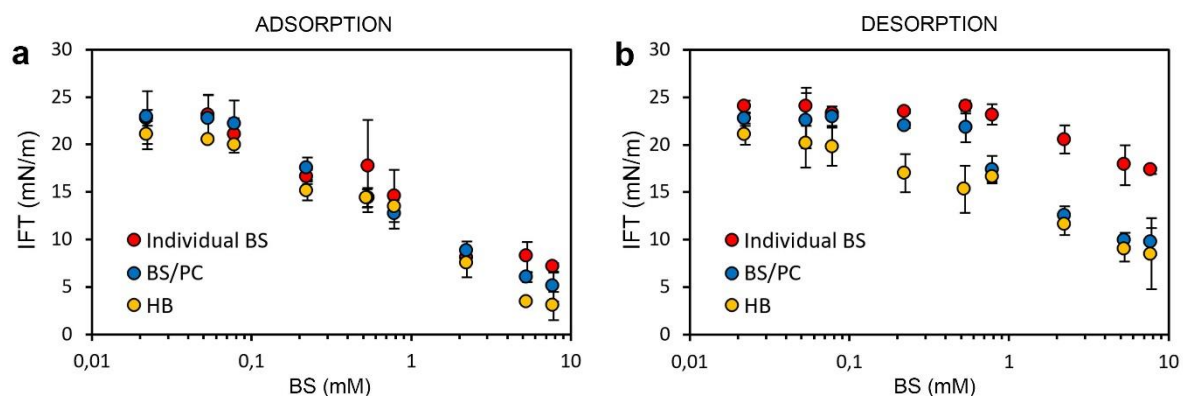 ADSORPTION
a
30
25
20
15
10
5
0
IFT (mN/m)
Individual BS
BS/PC
HB
0,01
0,1
1
10
BS (mM)
DESORPTION
b
30
25
20
15
10
5
0
IFT (mN/m)
Individual BS
BS/PC
HB
0,01
0,1
1
10
BS (mM)